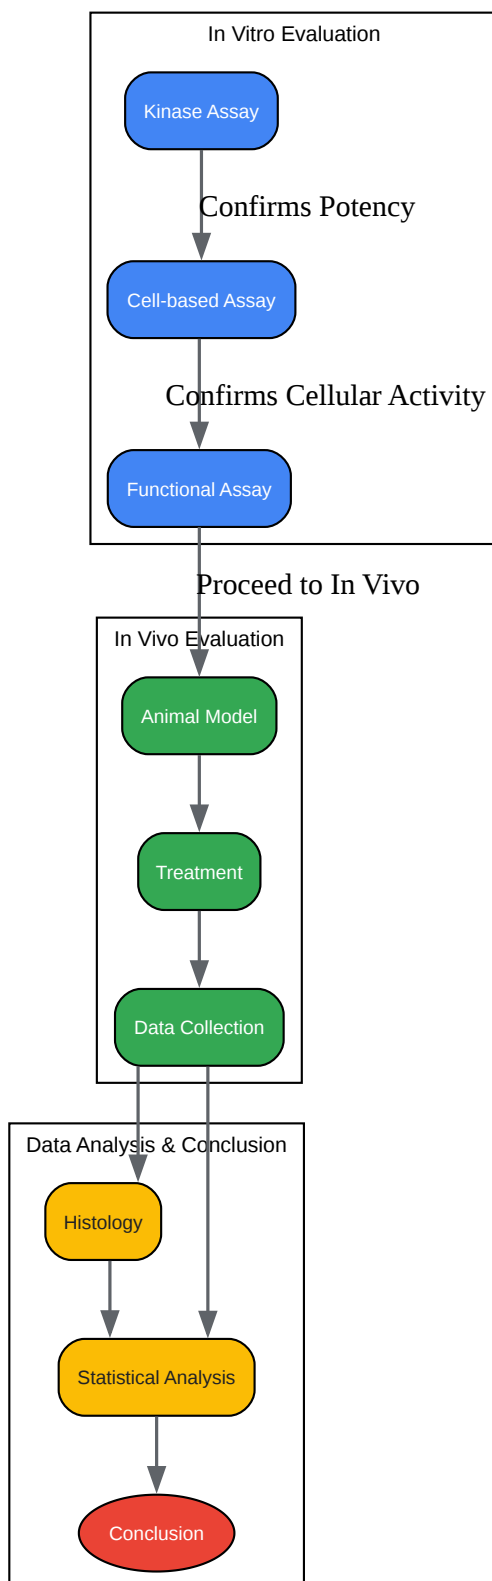 In Vitro Evaluation
Kinase Assay
Confirms Potency
Cell-based Assay
Confirms Cellular Activity
Functional Assay
Proceed to In Vivo
In Vivo Evaluation
Animal Model
Treatment
Data Collection
Data Analysis & Conclusion
Histology
Statistical Analysis
Conclusion